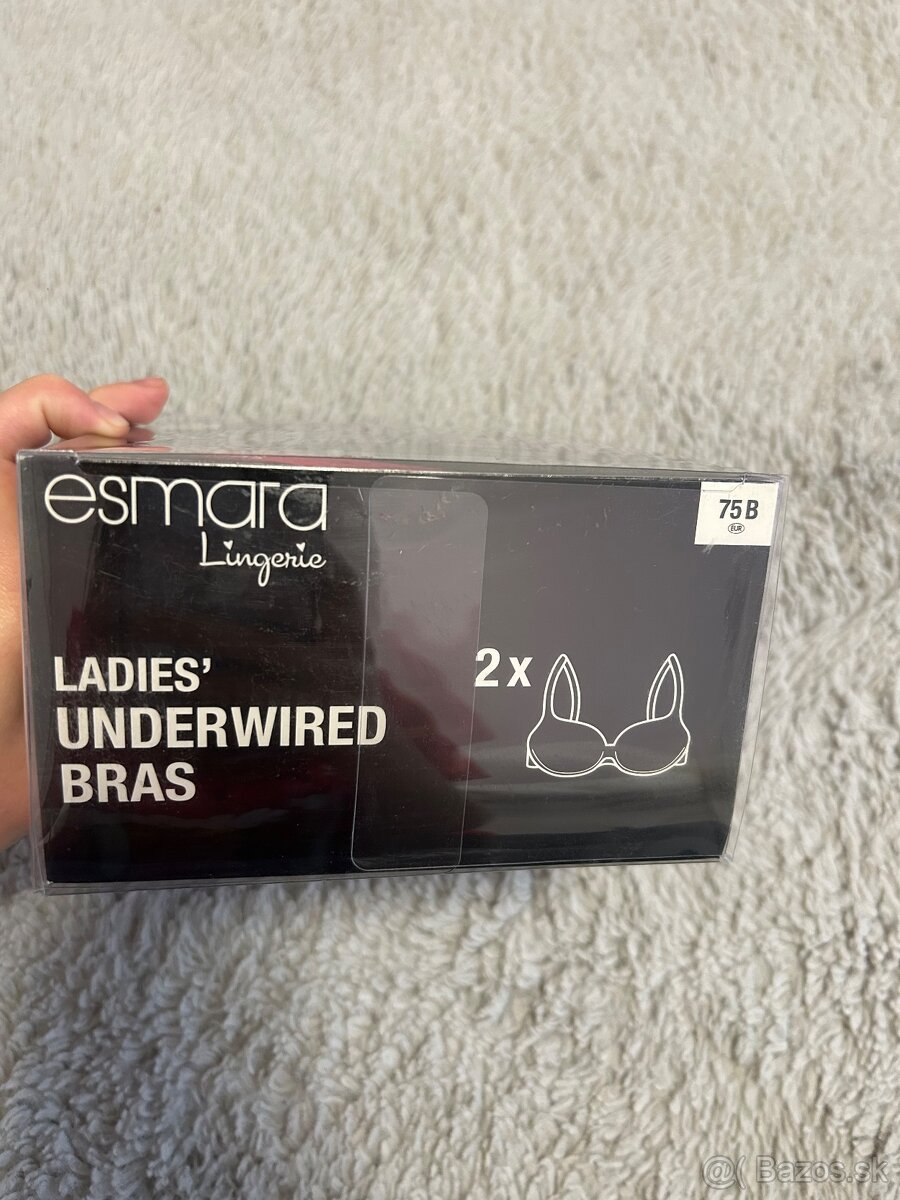 esmara
Lingerie
75 B
EUR
LADIES'
UNDERWIRED
BRAS
2 x
@( Bazos.sk